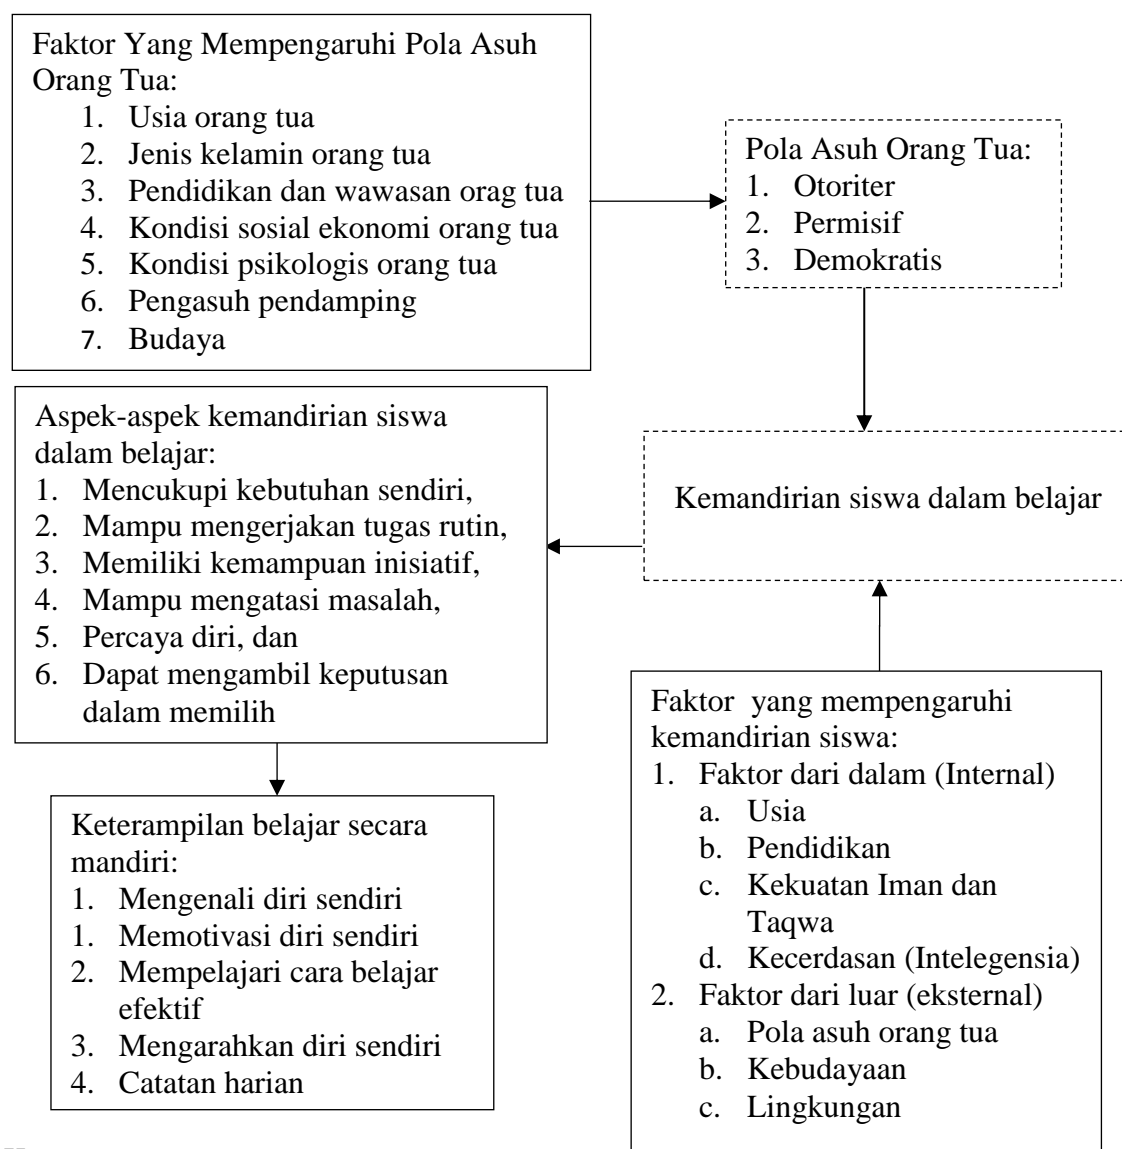 Faktor Yang Mempengaruhi Pola Asuh
Orang Tua:
1. Usia orang tua
2. Jenis kelamin orang tua
3. Pendidikan dan wawasan orag tua
4. Kondisi sosial ekonomi orang tua
5. Kondisi psikologis orang tua
6. Pengasuh pendamping
7. Budaya
Pola Asuh Orang Tua:
1. Otoriter
2. Permisif
3. Demokratis
Aspek-aspek kemandirian siswa
dalam belajar:
1. Mencukupi kebutuhan sendiri,
2. Mampu mengerjakan tugas rutin,
3. Memiliki kemampuan inisiatif,
4. Mampu mengatasi masalah,
5. Percaya diri, dan
6. Dapat mengambil keputusan
dalam memilih
Kemandirian siswa dalam belajar
Keterampilan belajar secara
mandiri:
1. Mengenali diri sendiri
1. Memotivasi diri sendiri
2. Mempelajari cara belajar
efektif
3. Mengarahkan diri sendiri
4. Catatan harian
Faktor yang mempengaruhi
kemandirian siswa:
1. Faktor dari dalam (Internal)
a. Usia
b. Pendidikan
c. Kekuatan Iman dan
Taqwa
d. Kecerdasan (Intelegensia)
2. Faktor dari luar (eksternal)
a. Pola asuh orang tua
b. Kebudayaan
c. Lingkungan